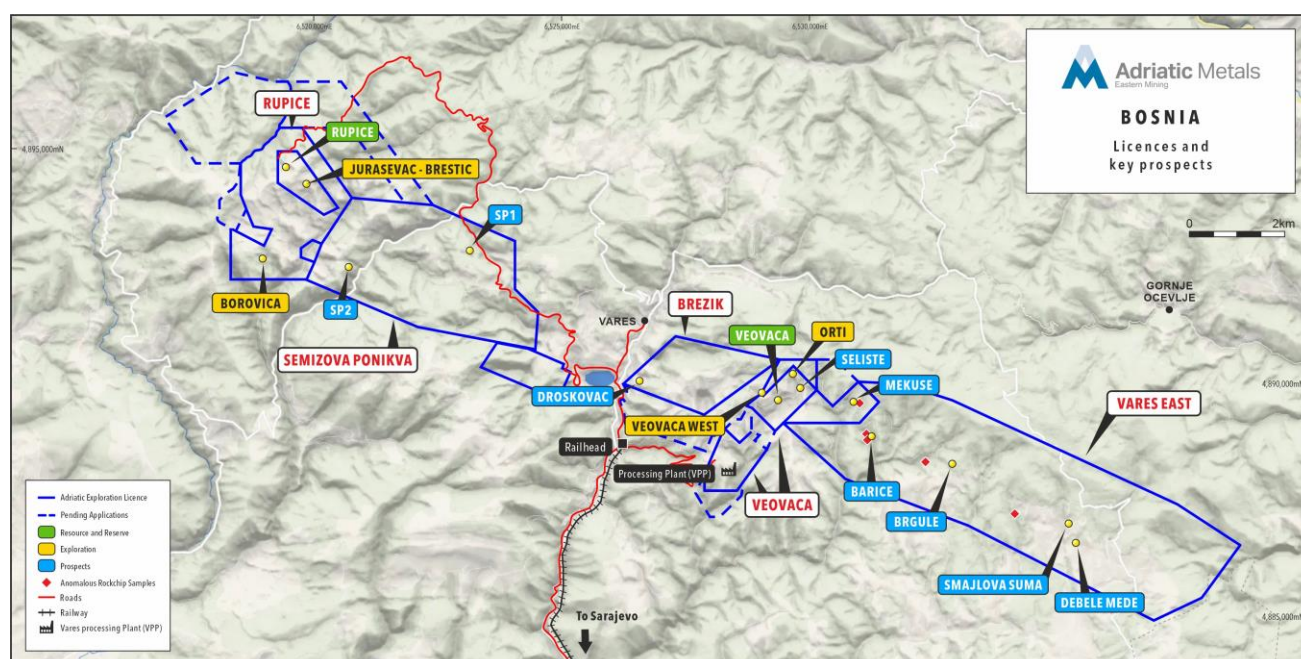 6,520,000mE
6,525,000mE
6,530,000mE
Adriatic Metals
Eastern Mining
BOSNIA
Licences and
key prospects
0 2km
4,895,000mN
RUPICE
RUPICE
JURASEVAC - BRESTIC
SP1
BOROVICA
SP2
SEMIZOVA PONIKVA
VARES
BREZIK
GORNJE
OCEVLJE
VEOVACA
ORTI
SELISTE
DROSKOVAC
MEKUSE
4,890,000mN
VEOVACA WEST
VARES EAST
Railhead
Processing Plant (VPP)
VEOVACA
BARICE
BRGULE
SMAJLOVA SUMA
DEBELE MEDE
4,885,000mN
To Sarajevo
Adriatic Exploration Licence
Pending Applications
Resource and Reserve
Exploration
Prospects
Anomalous Rockchip Samples
Roads
Railway
Vares processing Plant (VPP)